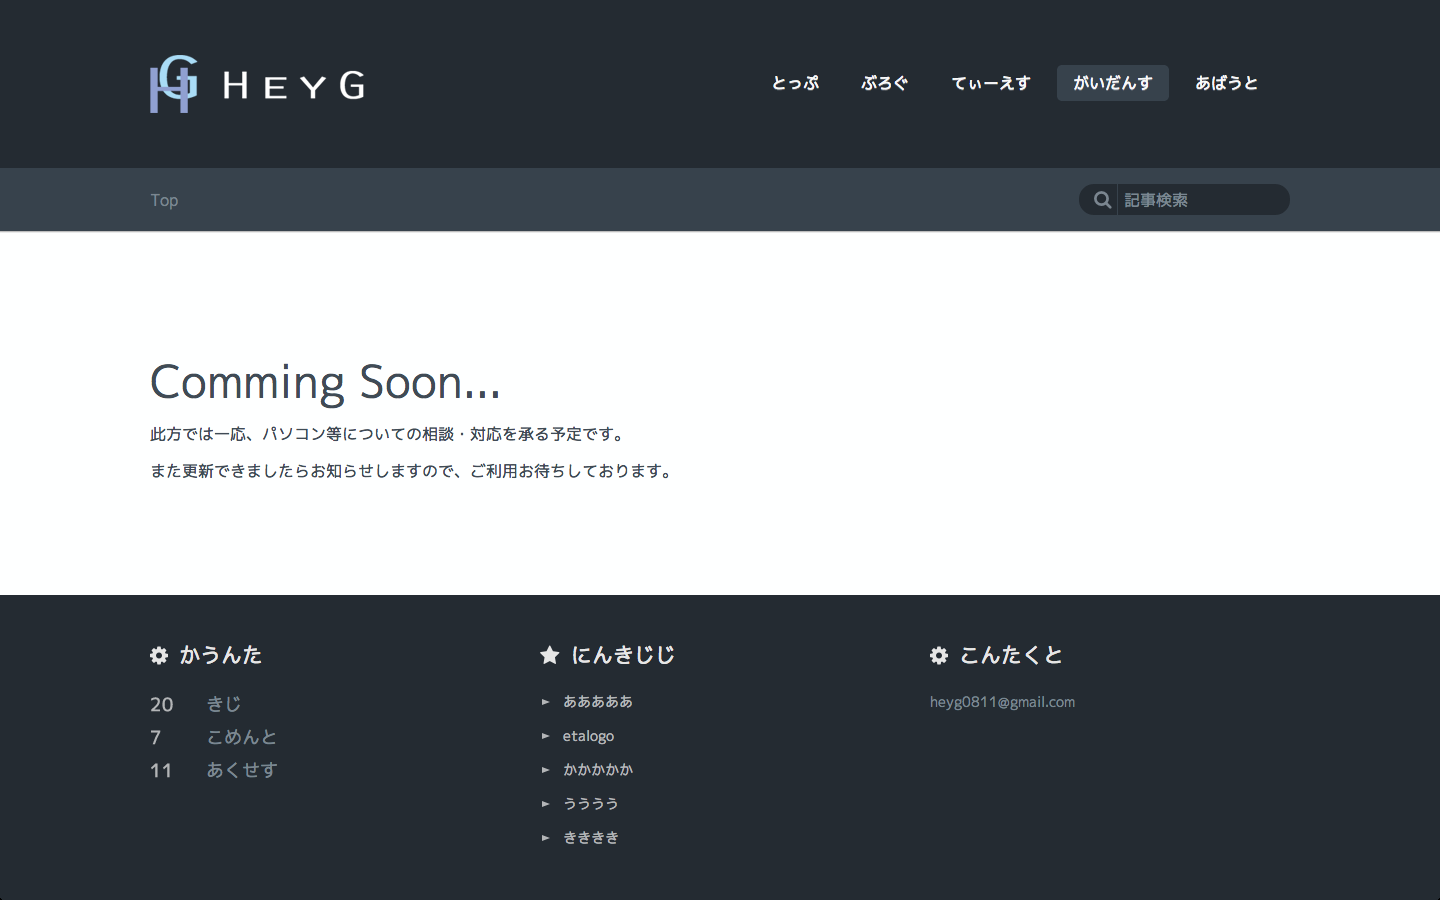 HG HEYG
とっぷ ぶろぐ てぃーえす がいだんす あばうと
Top
記事検索
Comming Soon...
此方では一応、パソコン等についての相談・対応を承る予定です。
また更新できましたらお知らせしますので、ご利用お待ちしております。
かうんた
20 きじ
7 こめんと
11 あくせす
にんきじじ
あああああ
etalogo
かかかかか
うううう
きききき
こんたくと
heyg0811@gmail.com